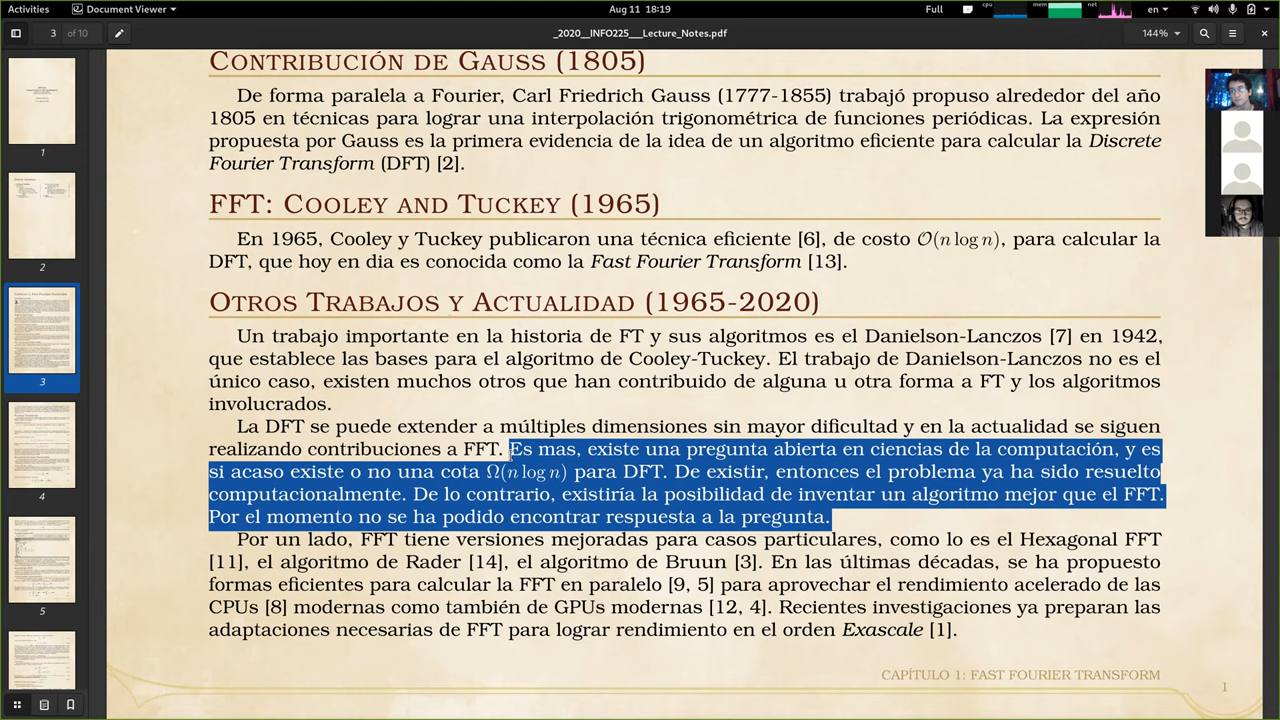 Activities
Document Viewer
Aug 11 18:19
Full
cpu
mem
net
en
3 of 10
_2020__INFO225___Lecture_Notes.pdf
144%
1
2
3
4
5
CONTRIBUCIÓN DE GAUSS (1805)
De forma paralela a Fourier, Carl Friedrich Gauss (1777-1855) trabajo propuso alrededor del año
1805 en técnicas para lograr una interpolación trigonométrica de funciones periódicas. La expresión
propuesta por Gauss es la primera evidencia de la idea de un algoritmo eficiente para calcular la Discrete
Fourier Transform (DFT) [2].
FFT: COOLEY AND TUCKEY (1965)
En 1965, Cooley y Tuckey publicaron una técnica eficiente [6], de costo O(n log n), para calcular la
DFT, que hoy en dia es conocida como la Fast Fourier Transform [13].
OTROS TRABAJOS Y ACTUALIDAD (1965-2020)
Un trabajo importante en la historia de FT y sus algoritmos es el Danielson-Lanczos [7] en 1942,
que establece las bases para el algoritmo de Cooley-Tuckey. El trabajo de Danielson-Lanczos no es el
único caso, existen muchos otros que han contribuido de alguna u otra forma a FT y los algoritmos
involucrados.
La DFT se puede extender a múltiples dimensiones sin mayor dificultad y en la actualidad se siguen
realizando contribuciones a FFT. Es mas, existe una pregunta abierta en ciencias de la computación, y es
si acaso existe o no una cota Ω(n log n) para DFT. De existir, entonces el problema ya ha sido resuelto
computacionalmente. De lo contrario, existiría la posibilidad de inventar un algoritmo mejor que el FFT.
Por el momento no se ha podido encontrar respuesta a la pregunta.
Por un lado, FFT tiene versiones mejoradas para casos particulares, como lo es el Hexagonal FFT
[11], el algoritmo de Rader [14], el algoritmo de Bruun [3]. En las últimas décadas, se ha propuesto
formas eficientes para calcular la FFT en paralelo [9, 5] para aprovechar el rendimiento acelerado de las
CPUs [8] modernas como también de GPUs modernas [12, 4]. Recientes investigaciones ya preparan las
adaptaciones necesarias de FFT para lograr rendimiento en el orden Exascale [1].
CAPÍTULO 1: FAST FOURIER TRANSFORM
1